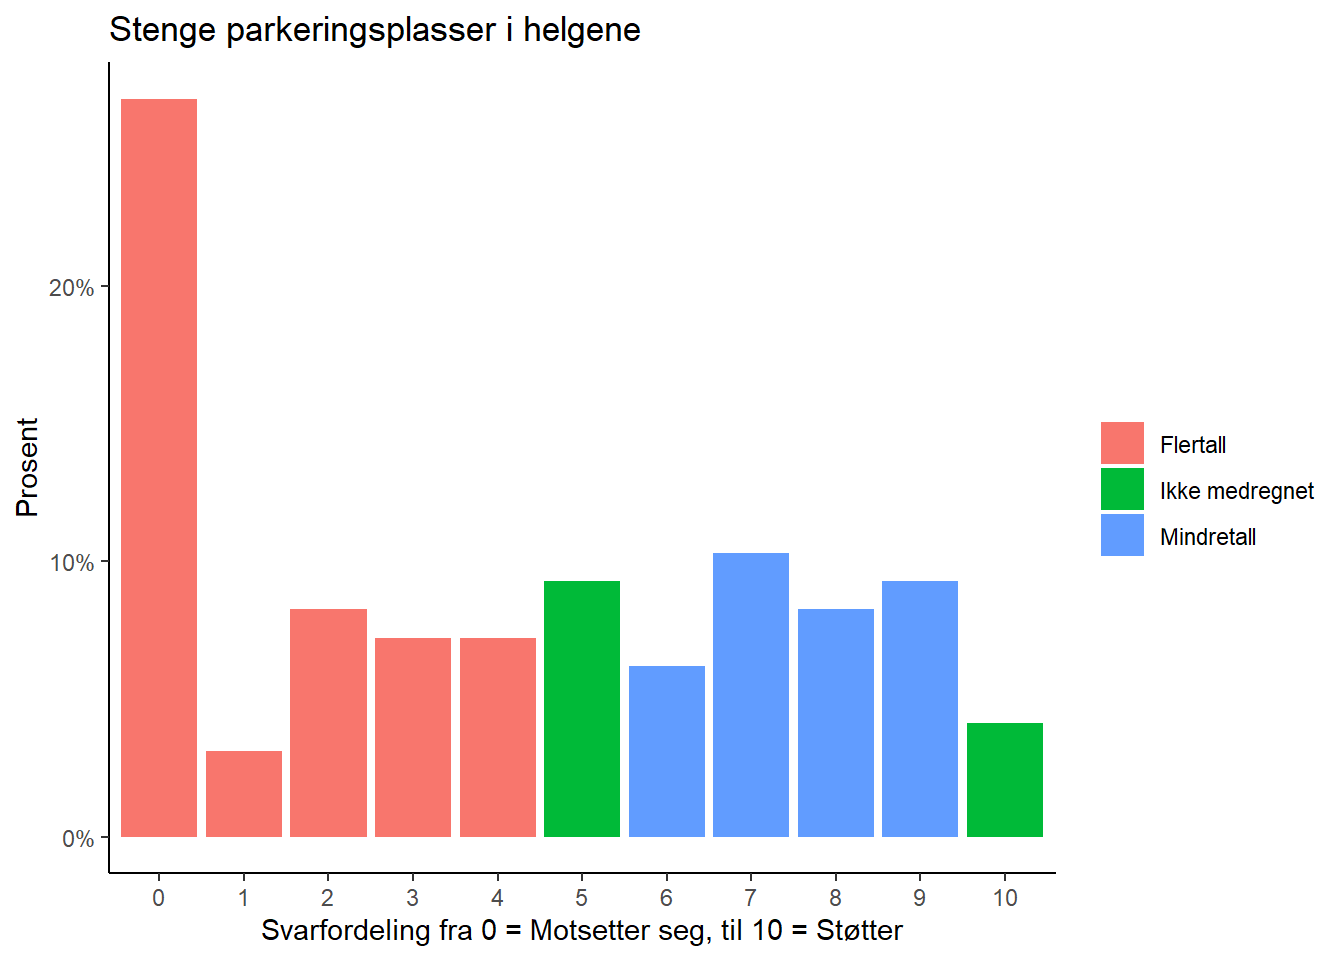 Stenge parkeringsplasser i helgene
Prosent
20%
10%
0%
0 1 2 3 4 5 6 7 8 9 10
Svarfordeling fra 0 = Motsetter seg, til 10 = Støtter
Flertall
Ikke medregnet
Mindretall